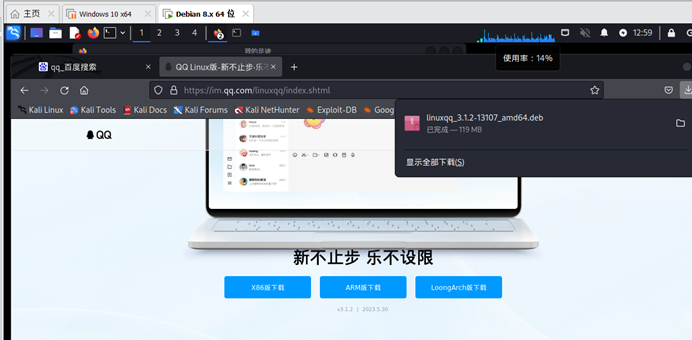 主页 Windows 10 x64 Debian 8.x 64 位
1 2 3 4 2 12:59
我的足迹
使用率：14%
qq_百度搜索 QQ Linux版-新不止步·乐不
https://im.qq.com/linuxqq/index.shtml
Kali Linux Kali Tools Kali Docs Kali Forums Kali NetHunter Exploit-DB Goog
linuxqq_3.1.2-13107_amd64.deb
已完成 — 119 MB
显示全部下载(S)
QQ
新不止步 乐不设限
X86版下载 ARM版下载 LoongArch版下载
v3.1.2 | 2023.5.30